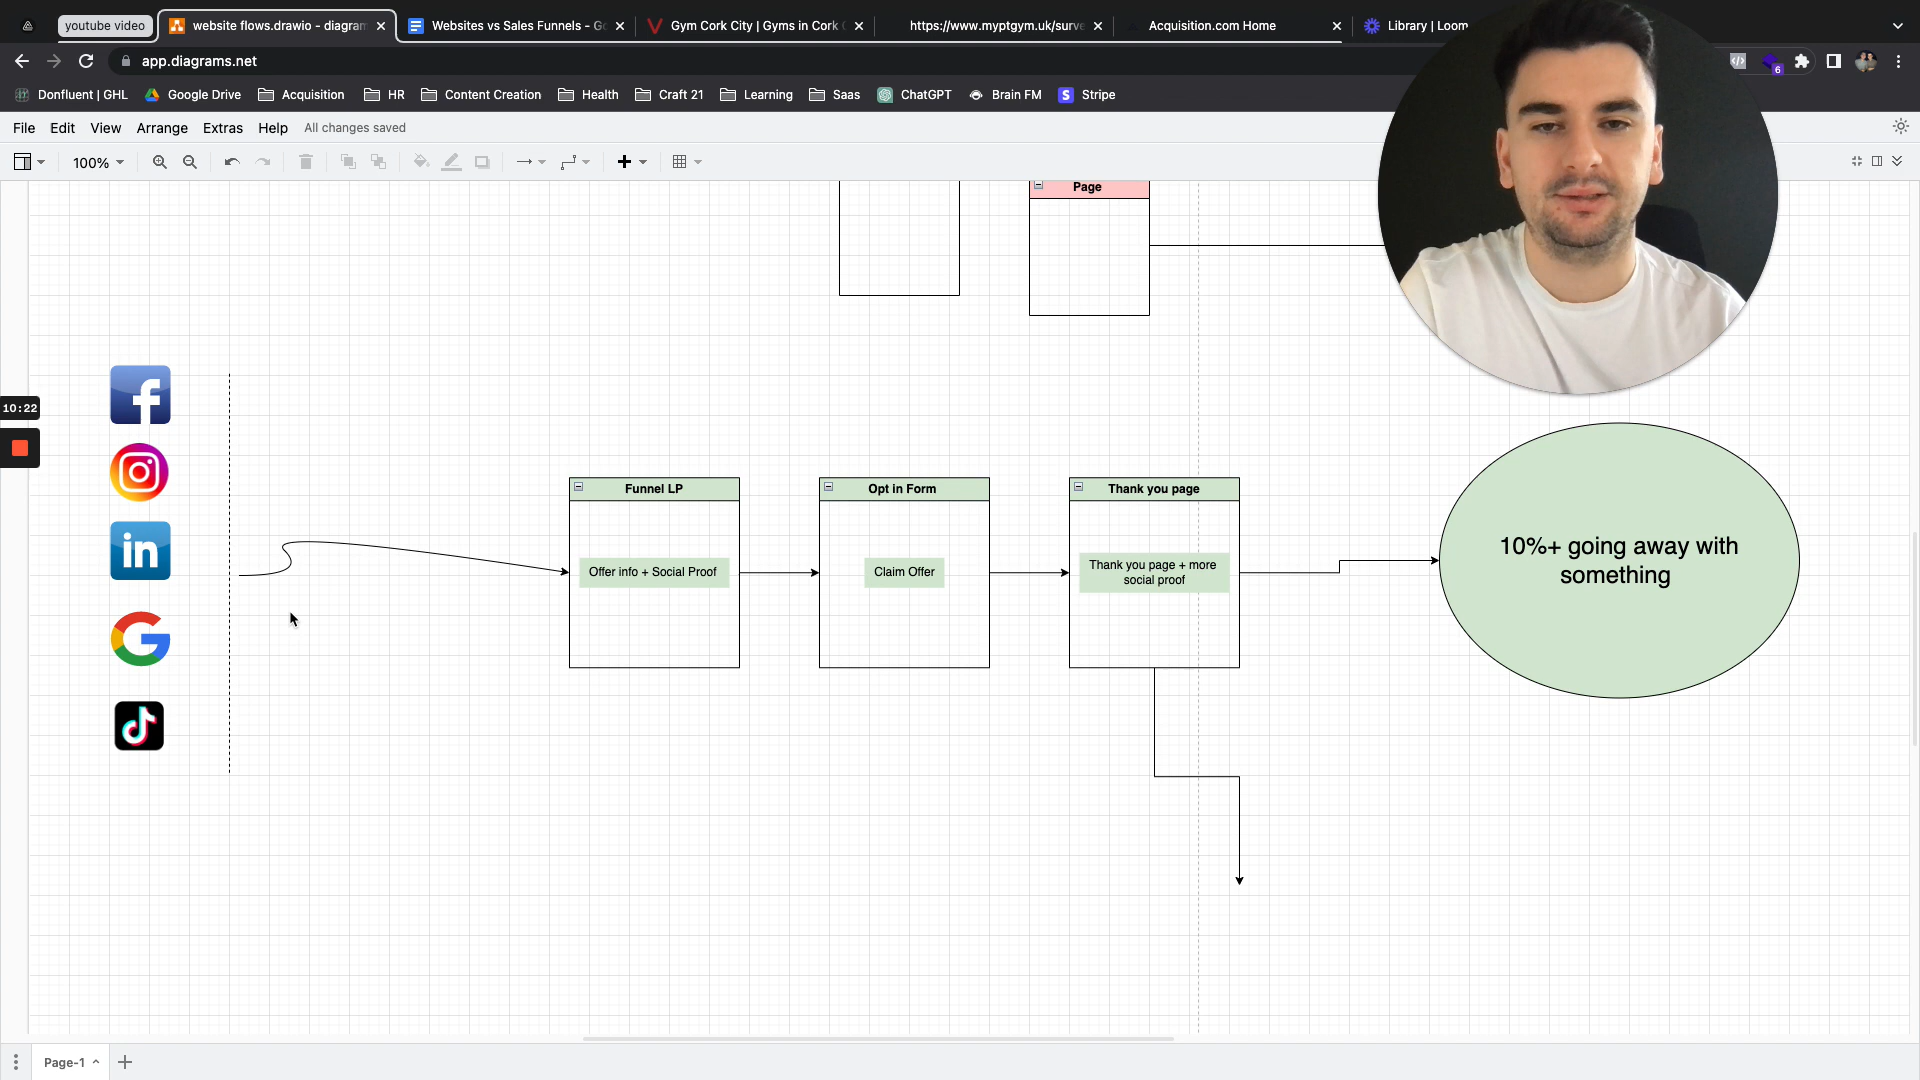 youtube video
website flows.drawio - diagram
Websites vs Sales Funnels - Go
Gym Cork City | Gyms in Cork C
https://www.myptgym.uk/surve
Acquisition.com Home
Library | Loom
app.diagrams.net
6
Donfluent | GHL
Google Drive
Acquisition
HR
Content Creation
Health
Craft 21
Learning
Saas
ChatGPT
Brain FM
S
Stripe
File
Edit
View
Arrange
Extras
Help
All changes saved
100%
Page
10:22
f
in
G
Funnel LP
Offer info + Social Proof
Opt in Form
Claim Offer
Thank you page
Thank you page + more
social proof
10%+ going away with
something
Page-1